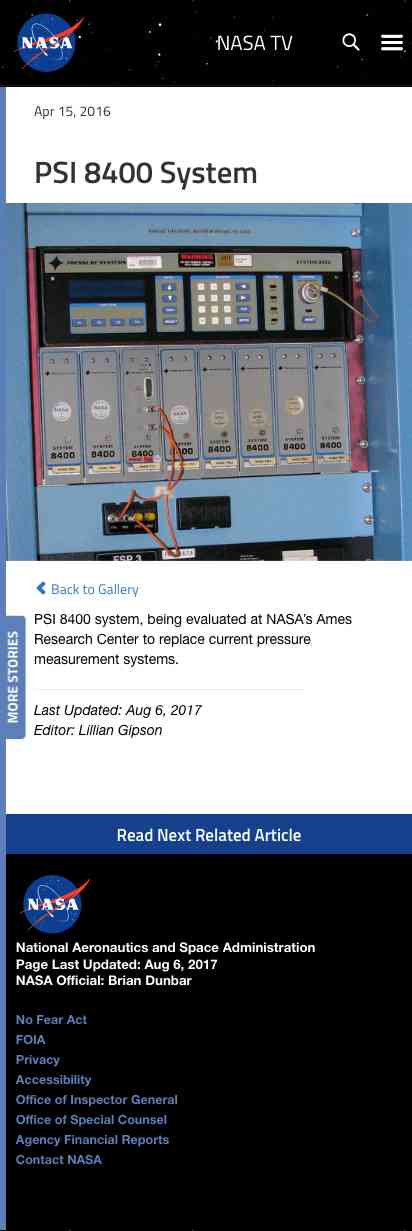 NASA
NASA TV
Apr 15, 2016
PSI 8400 System
PRESSURE SYSTEMS
WARNING
SYSTEM 8400
SYSTEM
8400
SYSTEM
8400
SYSTEM
8400
SYSTEM
8400
SYSTEM
8400
SYSTEM
8400
SYSTEM
8400
SYSTEM
8400
ESP 3
Back to Gallery
PSI 8400 system, being evaluated at NASA's Ames
Research Center to replace current pressure
measurement systems.
MORE STORIES
Last Updated: Aug 6, 2017
Editor: Lillian Gipson
Read Next Related Article
NASA
National Aeronautics and Space Administration
Page Last Updated: Aug 6, 2017
NASA Official: Brian Dunbar
No Fear Act
FOIA
Privacy
Accessibility
Office of Inspector General
Office of Special Counsel
Agency Financial Reports
Contact NASA